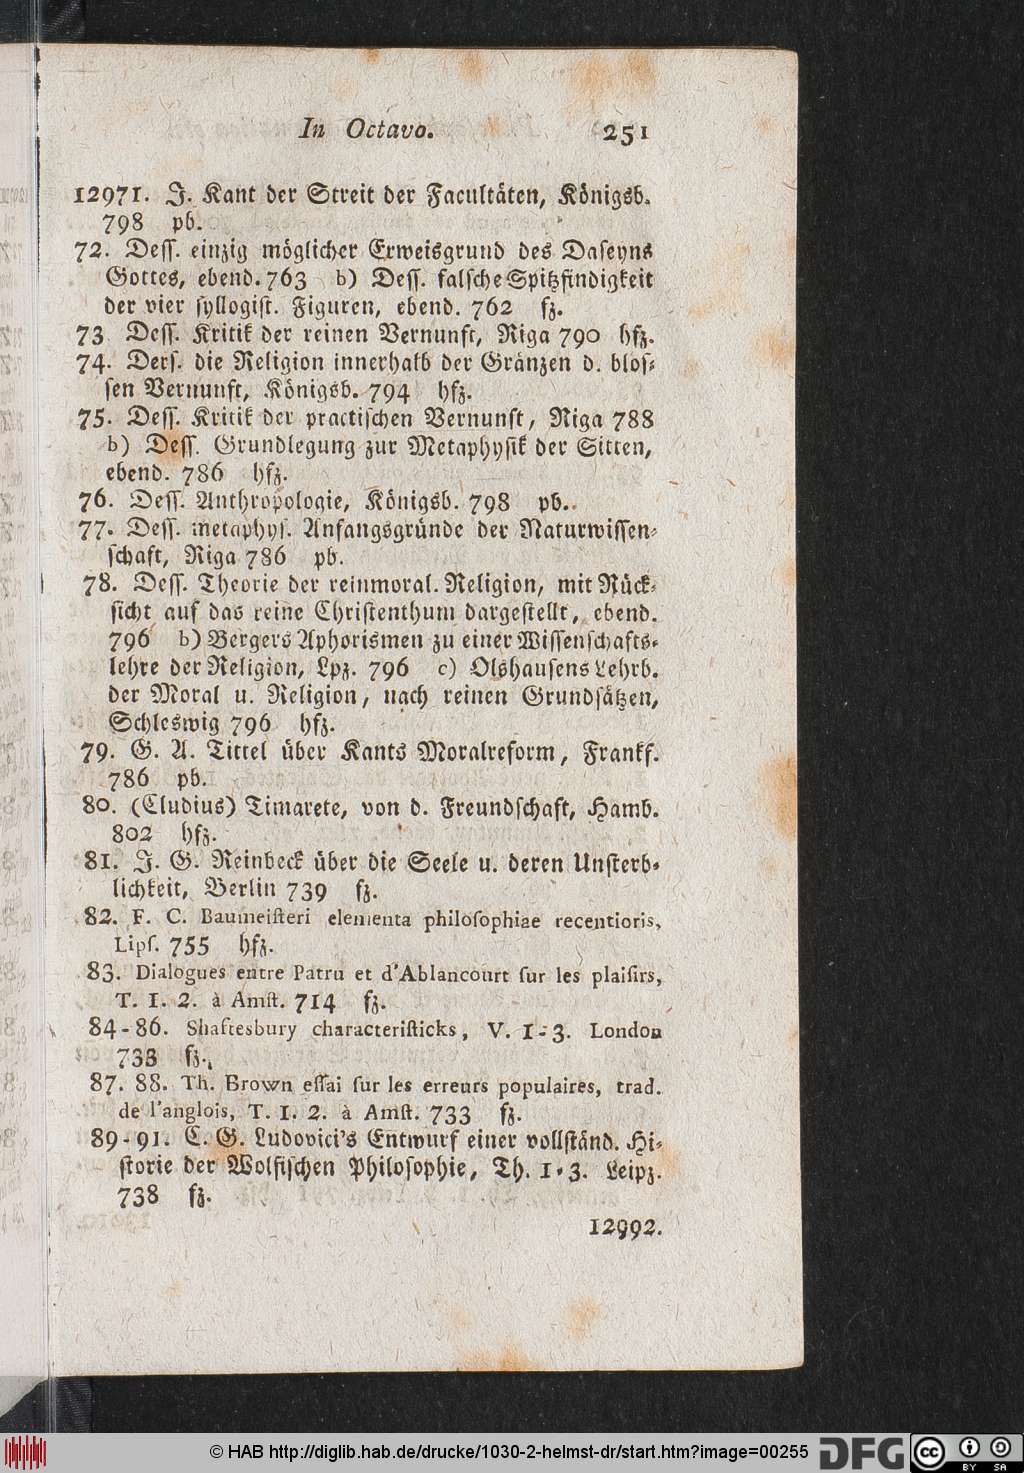 In Octavo. 251
12971. J. Kant der Streit der Facultäten, Königsb.
798 pb.
72. Dess. einzig möglicher Erweisgrund des Daseyns
Gottes, ebend. 763 b) Dess. falsche Spitzfindigkeit
der vier syllogist. Figuren, ebend. 762 fz.
73 Dess. Kritik der reinen Vernunft, Riga 790 hfz.
74. Ders. die Religion innerhalb der Gränzen d. blos-
sen Vernunft, Königsb. 794 hfz.
75. Dess. Kritik der practischen Vernunft, Riga 788
b) Dess. Grundlegung zur Metaphysik der Sitten,
ebend. 786 hfz.
76. Dess. Anthropologie, Königsb. 798 pb.
77. Dess. metaphys. Anfangsgründe der Naturwissen-
schaft, Riga 786 pb.
78. Dess. Theorie der reinmoral. Religion, mit Rück-
sicht auf das reine Christenthum dargestellt, ebend.
796 b) Bergers Aphorismen zu einer Wissenschafts-
lehre der Religion, Lpz. 796 c) Olshausens Lehrb.
der Moral u. Religion, nach reinen Grundsätzen,
Schleswig 796 hfz.
79. G. A. Tittel über Kants Moralreform, Frankf.
786 pb.
80. (Cludius) Timarete, von d. Freundschaft, Hamb.
802 hfz.
81. J. G. Reinbeck über die Seele u. deren Unsterb-
lichkeit, Berlin 739 fz.
82. F. C. Baumeiſteri elementa philoſophiae recentioris,
Lipſ. 755 hfz.
83. Dialogues entre Patru et d'Ablancourt ſur les plaiſirs,
T. 1. 2. à Amſt. 714 fz.
84-86. Shaftesbury characteriſticks, V. 1-3. London
733 fz.
87. 88. Th. Brown eſſai ſur les erreurs populaires, trad.
de l'anglois, T. 1. 2. à Amſt. 733 fz.
89-91. C. G. Ludovici's Entwurf einer vollständ. Hi-
storie der Wolfischen Philosophie, Th. 1-3. Leipz.
738 fz.
12992.
© HAB http://diglib.hab.de/drucke/1030-2-helmst-dr/start.htm?image=00255 DFG cc BY SA